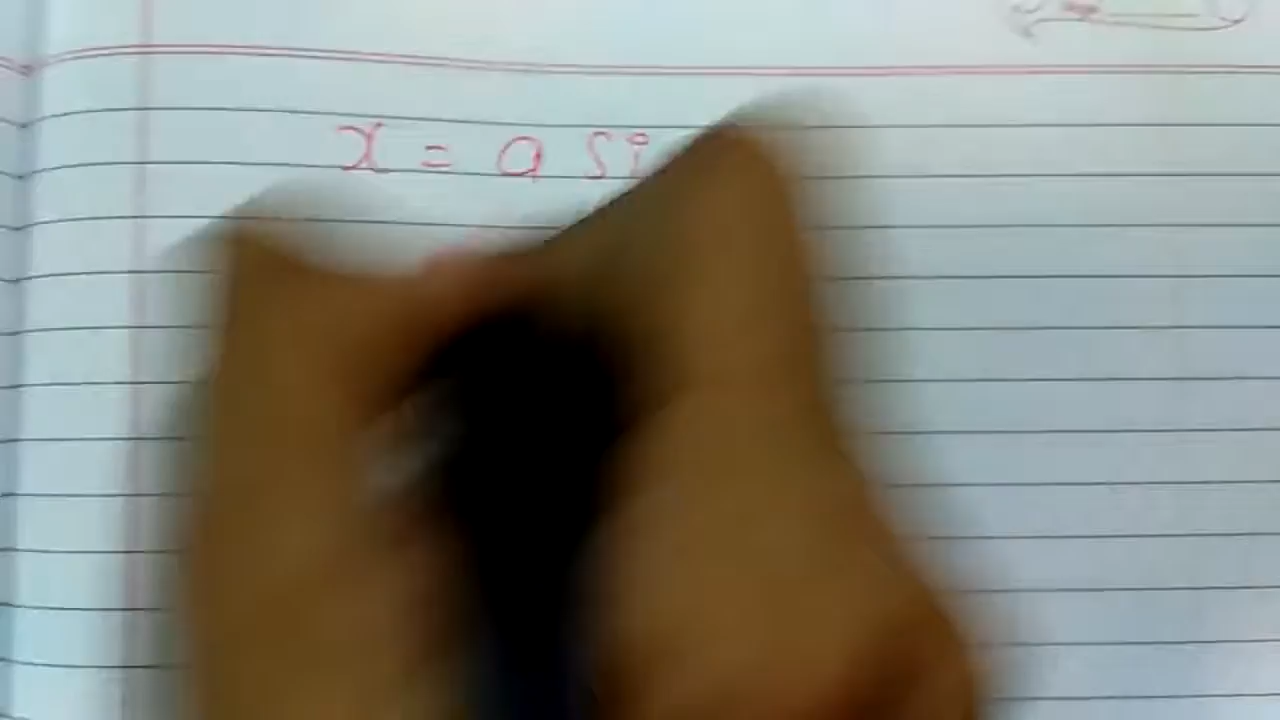 x = a si